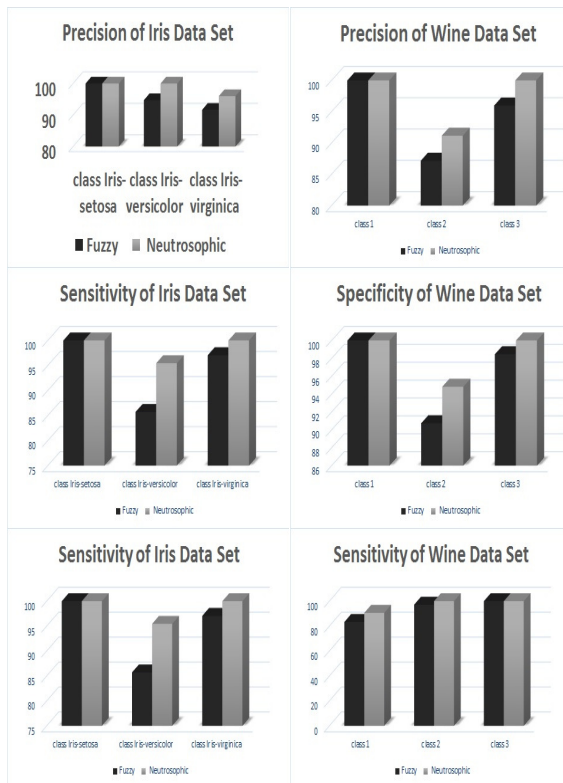 Precision of Iris Data Set
100
90
80
class Iris- class Iris- class Iris-
setosa versicolor virginica
Fuzzy Neutrosophic
Precision of Wine Data Set
100
95
90
85
80
class 1 class 2 class 3
Fuzzy Neutrosophic
Sensitivity of Iris Data Set
100
95
90
85
80
75
class Iris-setosa class Iris-versicolor class Iris-virginica
Fuzzy Neutrosophic
Specificity of Wine Data Set
100
98
96
94
92
90
88
86
class 1 class 2 class 3
Fuzzy Neutrosophic
Sensitivity of Iris Data Set
100
95
90
85
80
75
class Iris-setosa class Iris-versicolor class Iris-virginica
Fuzzy Neutrosophic
Sensitivity of Wine Data Set
100
80
60
40
20
0
class 1 class 2 class 3
Fuzzy Neutrosophic